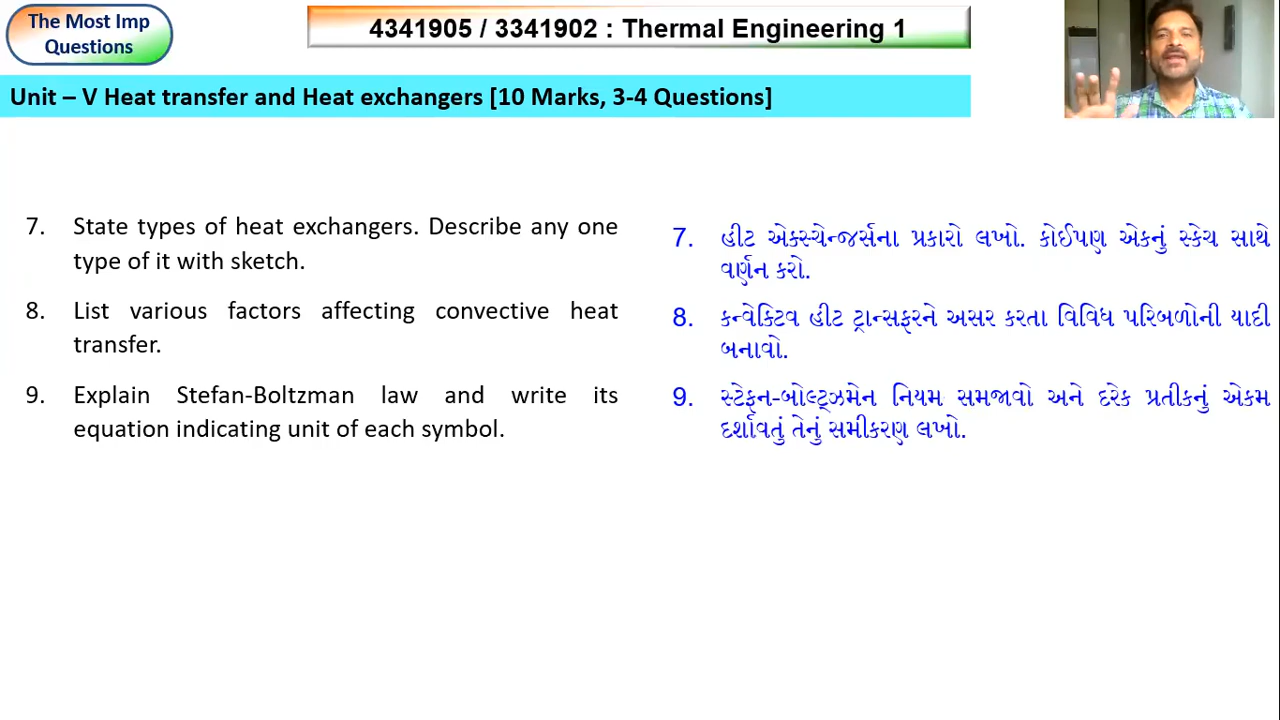 The Most Imp
Questions
4341905 / 3341902 : Thermal Engineering 1
Unit – V Heat transfer and Heat exchangers [10 Marks, 3-4 Questions]
7. State types of heat exchangers. Describe any one
type of it with sketch.
8. List various factors affecting convective heat
transfer.
9. Explain Stefan-Boltzman law and write its
equation indicating unit of each symbol.
7. હીટ એક્સ્ચેન્જર્સના પ્રકારો લખો. કોઈપણ એકનું સ્કેચ સાથે
વર્ણન કરો.
8. કન્વેક્ટિવ હીટ ટ્રાન્સફરને અસર કરતા વિવિધ પરિબળોની યાદી
બનાવો.
9. સ્ટેફન-બોલ્ટ્ઝમેન નિયમ સમજાવો અને દરેક પ્રતીકનું એકમ
દર્શાવતું તેનું સમીકરણ લખો.